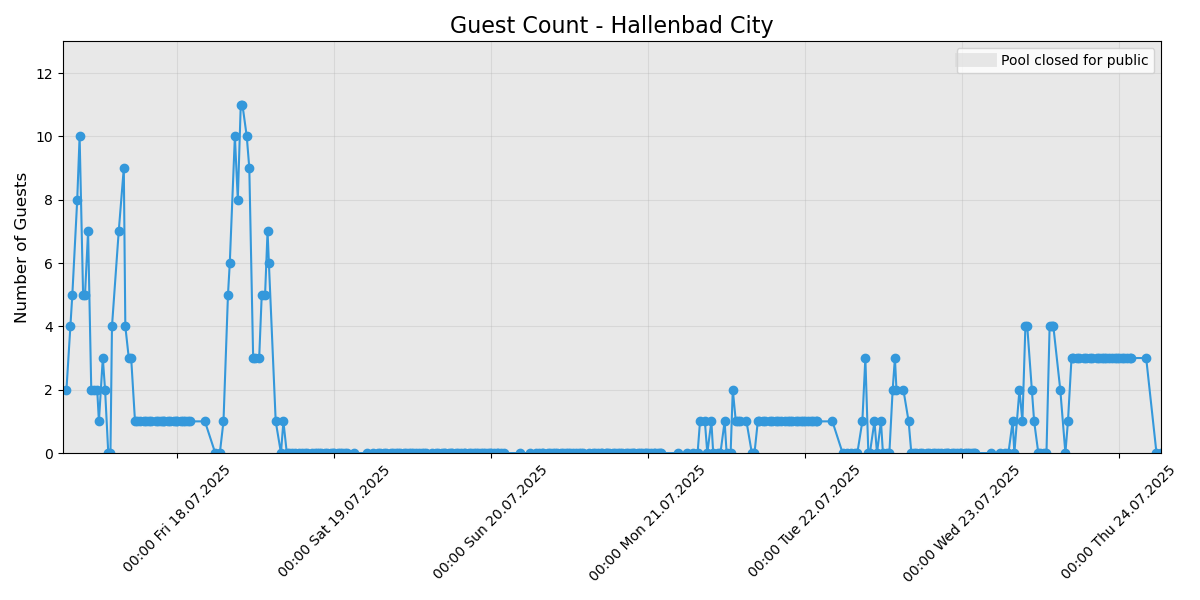 Guest Count - Hallenbad City
Pool closed for public
Number of Guests
12
10
8
6
4
2
0
00:00 Fri 18.07.2025
00:00 Sat 19.07.2025
00:00 Sun 20.07.2025
00:00 Mon 21.07.2025
00:00 Tue 22.07.2025
00:00 Wed 23.07.2025
00:00 Thu 24.07.2025